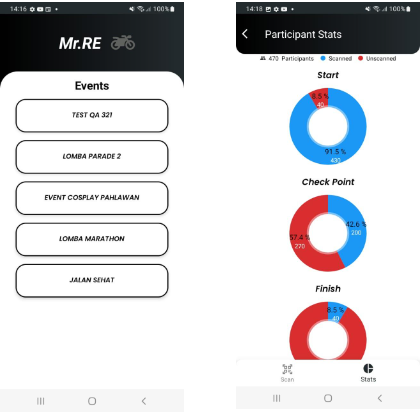 14:16
100%
Mr.RE
Events
TEST QA 321
LOMBA PARADE 2
EVENT COSPLAY PAHLAWAN
LOMBA MARATHON
JALAN SEHAT
14:18
100%
Participant Stats
470 Participants Scanned Unscanned
Start
8.5 %
40
91.5 %
430
Check Point
42.6 %
200
57.4 %
270
Finish
8.5 %
40
Scan
Stats